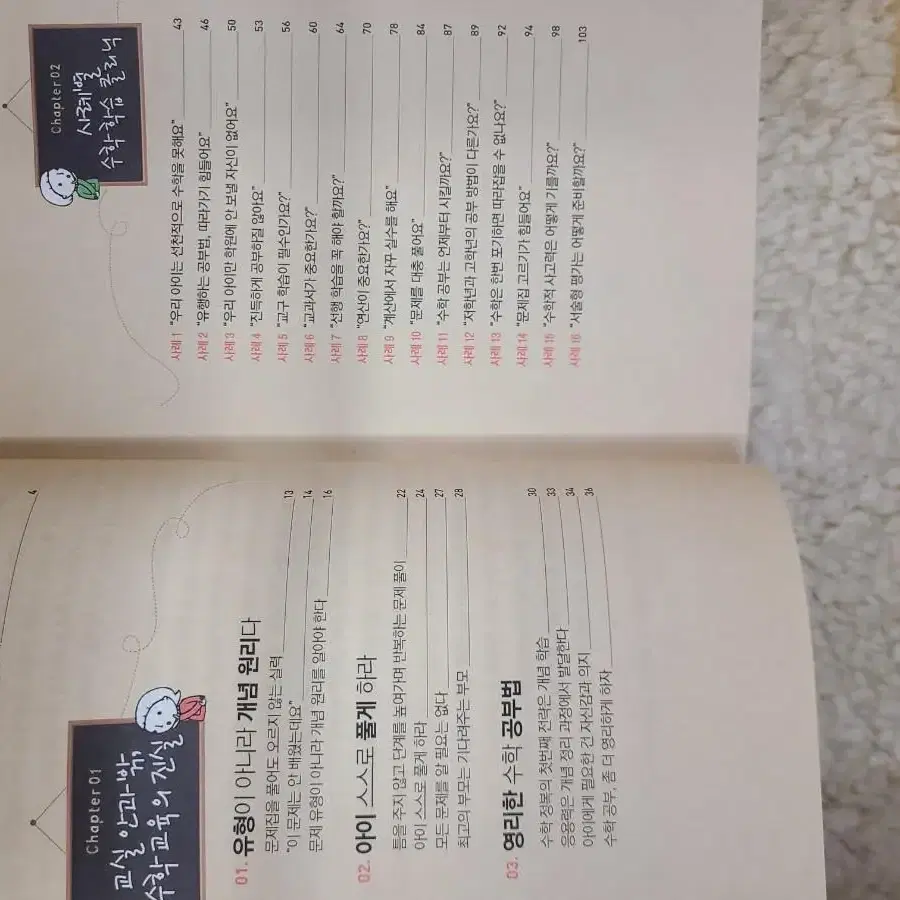 4
Chapter 01
교실 안과 밖,
수학교육의 진실
01. 유형이 아니라 개념 원리다
문제집을 풀어도 오르지 않는 실력 13
"이 문제는 안 배웠는데요" 14
문제 유형이 아니라 개념 원리를 알아야 한다 16
02. 아이 스스로 풀게 하라
틈을 주지 않고 단계를 높여가며 반복하는 문제 풀이 22
아이 스스로 풀게 하라 24
모든 문제를 알 필요는 없다 27
최고의 부모는 기다려주는 부모 28
03. 영리한 수학 공부법
수학 정복의 첫번째 전략은 개념 학습 30
응용력은 개념 정리 과정에서 발달한다 33
아이에게 필요한 건 자신감과 의지 34
수학 공부, 좀 더 영리하게 하자 36
Chapter 02
사례별
수학 학습 클리닉
사례 1 "우리 아이는 선천적으로 수학을 못해요" 43
사례 2 "유행하는 공부법, 따라가기 힘들어요" 46
사례 3 "우리 아이만 학원에 안 보낼 자신이 없어요" 50
사례 4 "진득하게 공부하질 않아요" 53
사례 5 "교구 학습이 필수인가요?" 56
사례 6 "교과서가 중요한가요?" 60
사례 7 "선행 학습을 꼭 해야 할까요?" 64
사례 8 "연산이 중요한가요?" 70
사례 9 "계산에서 자꾸 실수를 해요" 78
사례 10 "문제를 대충 풀어요" 84
사례 11 "수학 공부는 언제부터 시킬까요?" 87
사례 12 "저학년과 고학년의 공부 방법이 다른가요?" 89
사례 13 "수학은 한번 포기하면 따라잡을 수 없나요?" 92
사례 14 "문제집 고르기가 힘들어요" 94
사례 15 "수학적 사고력은 어떻게 기를까요?" 98
사례 16 "서술형 평가는 어떻게 준비할까요?" 103